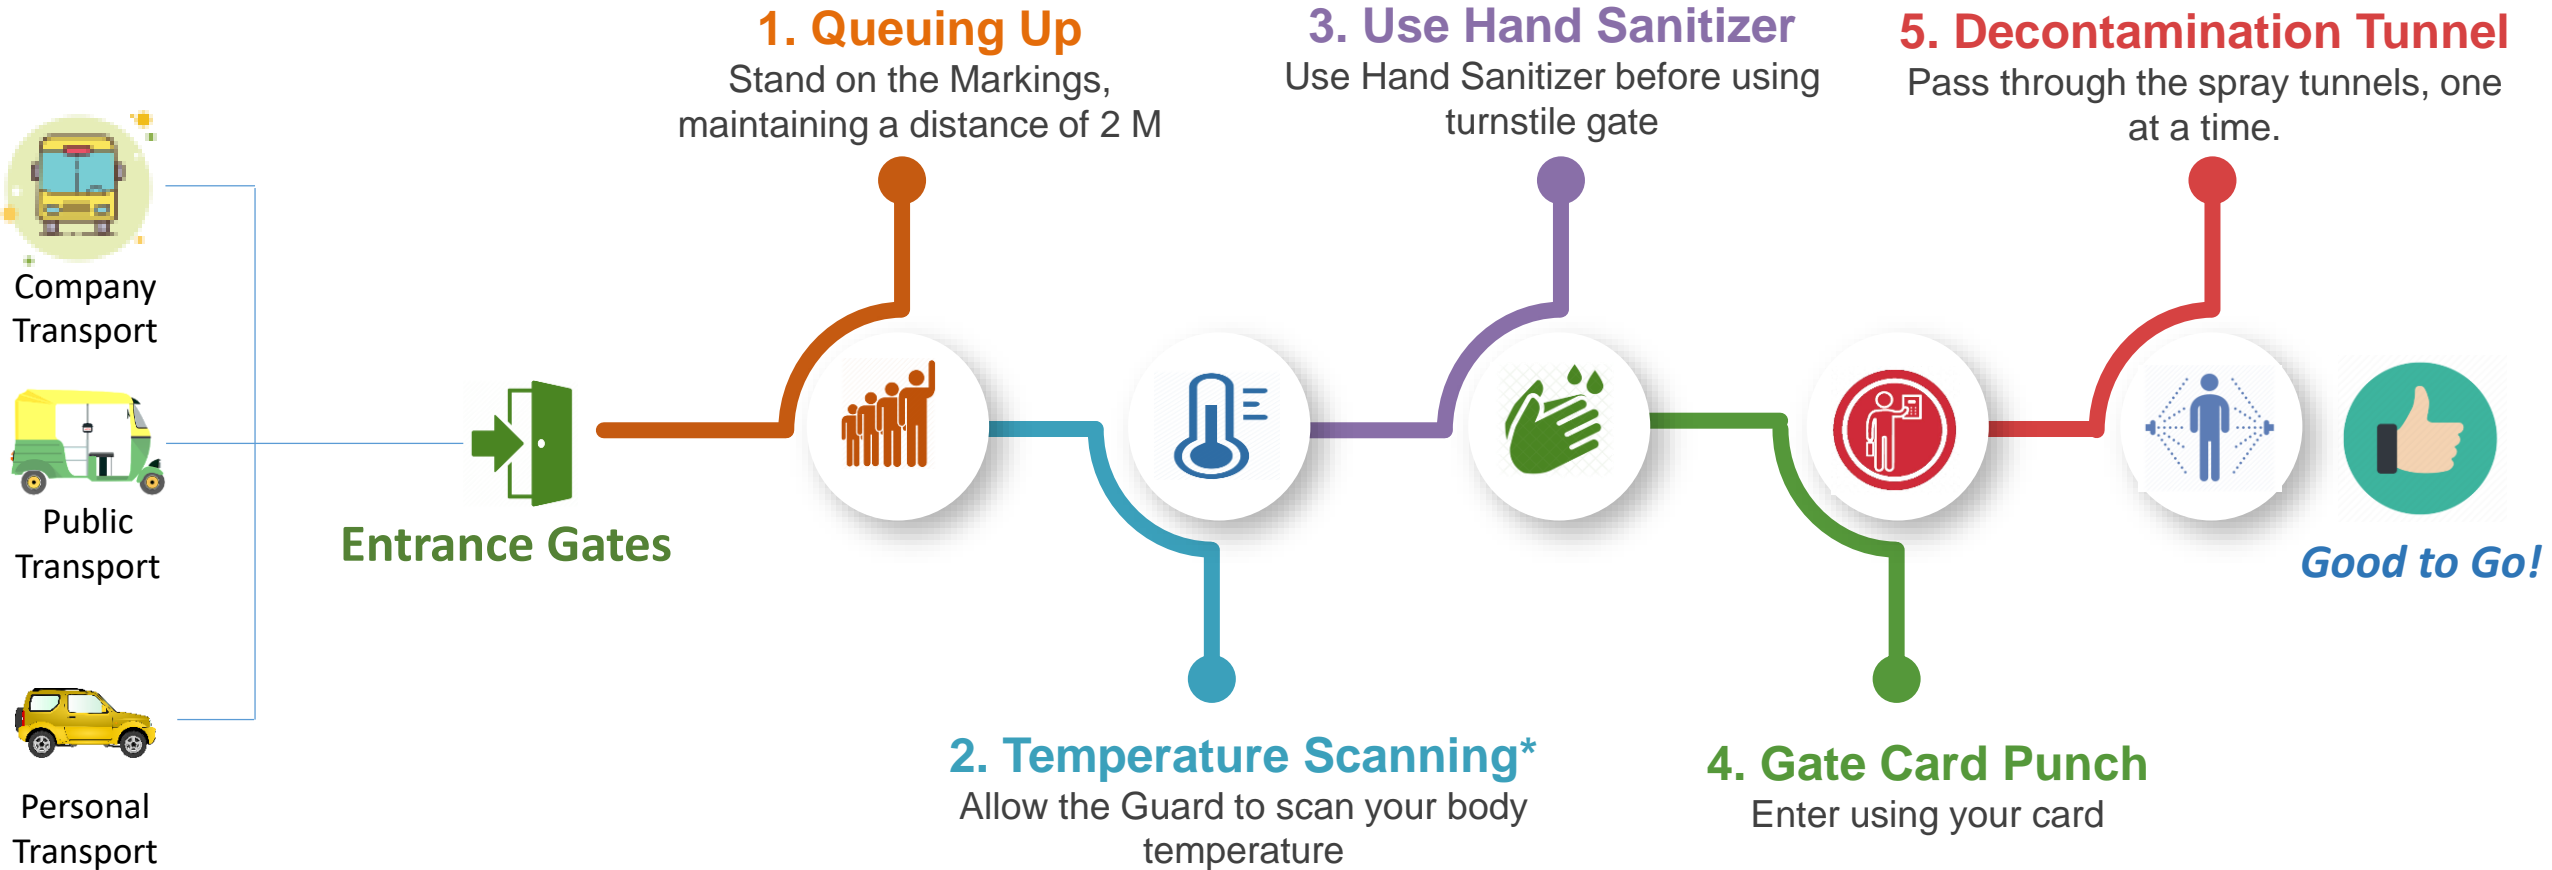 Company
Transport
Public
Transport
Personal
Transport
Entrance Gates
1. Queuing Up
Stand on the Markings,
maintaining a distance of 2 M
2. Temperature Scanning*
Allow the Guard to scan your body
temperature
3. Use Hand Sanitizer
Use Hand Sanitizer before using
turnstile gate
4. Gate Card Punch
Enter using your card
5. Decontamination Tunnel
Pass through the spray tunnels, one
at a time.
Good to Go!